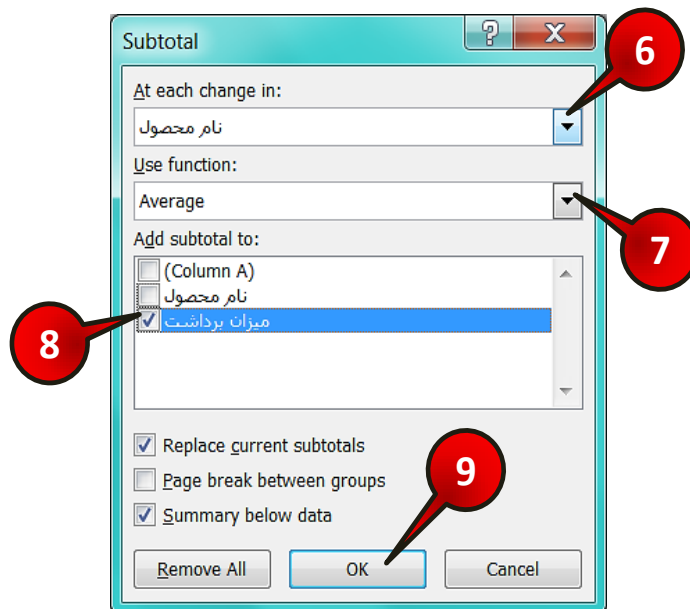 Subtotal
6
At each change in:
نام محصول
Use function:
Average
7
Add subtotal to:
(Column A)
نام محصول
میزان برداشت
8
Replace current subtotals
Page break between groups
9
Summary below data
Remove All OK Cancel